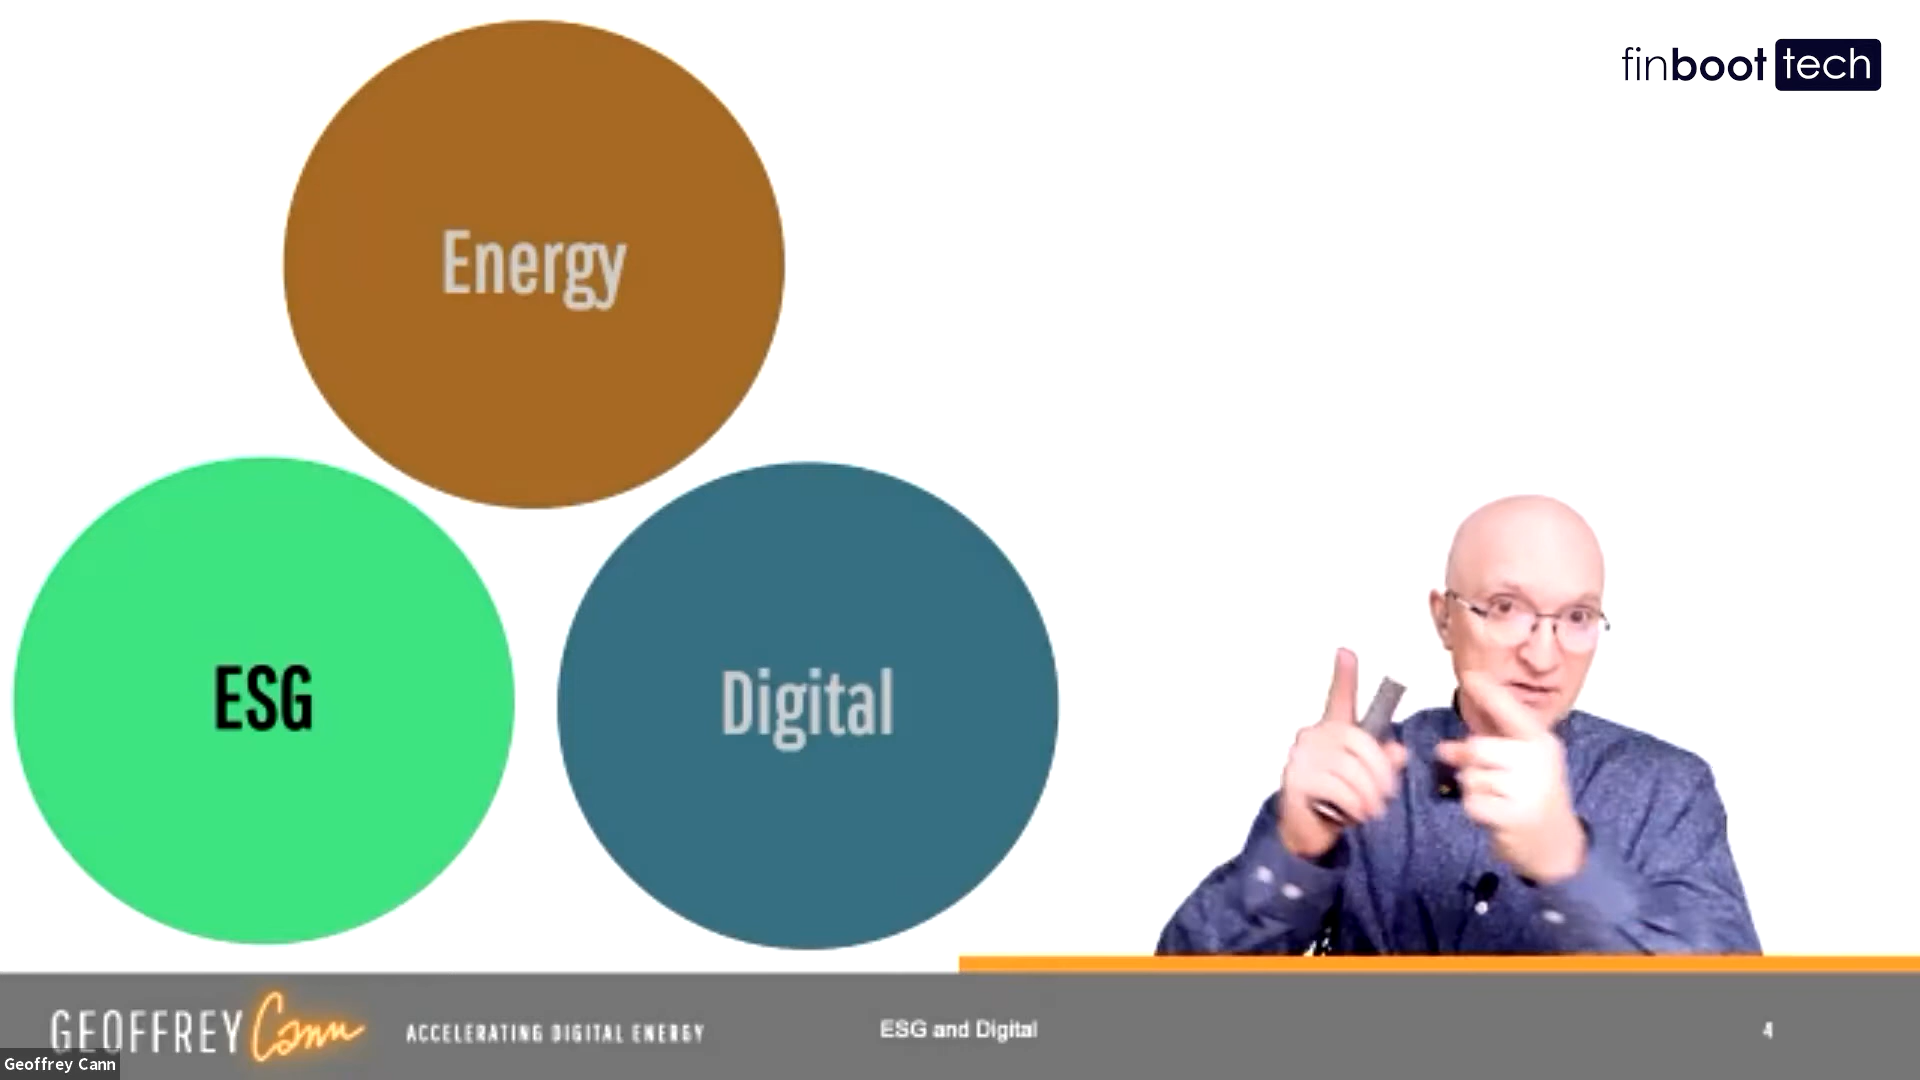 finboot tech
Energy
ESG
Digital
GEOFFREY Cann
ACCELERATING DIGITAL ENERGY
ESG and Digital
4
Geoffrey Cann